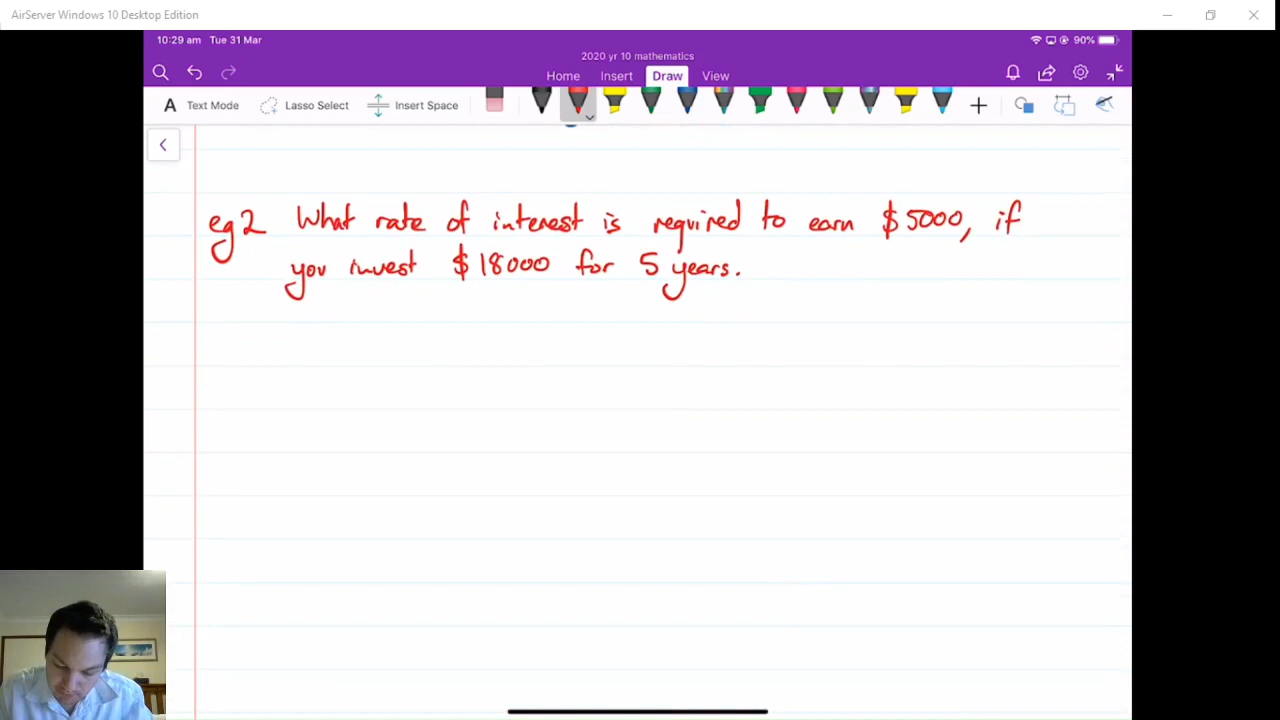 AirServer Windows 10 Desktop Edition
10:29 am Tue 31 Mar
90%
2020 yr 10 mathematics
Home Insert Draw View
A Text Mode Lasso Select Insert Space
eg 2 What rate of interest is required to earn $5000, if
you invest $18000 for 5 years.